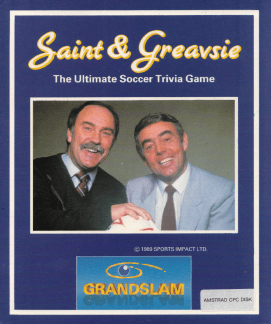 Saint & Greavsie
The Ultimate Soccer Trivia Game
© 1989 SPORTS IMPACT LTD.
GRANDSLAM
AMSTRAD CPC DISK